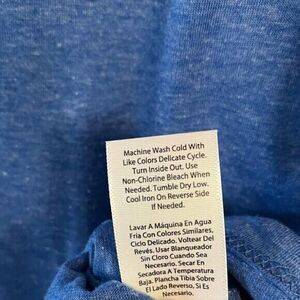 Machine Wash Cold With
Like Colors Delicate Cycle.
Turn Inside Out. Use
Non-Chlorine Bleach When
Needed. Tumble Dry Low.
Cool Iron On Reverse Side
If Needed.
Lavar A Máquina En Agua
Fría Con Colores Similares,
Ciclo Delicado. Voltear Del
Revés. Usar Blanqueador
Sin Cloro Cuando Sea
Necesario. Secar En
Secadora A Temperatura
Baja. Plancha Tibia Sobre
El Lado Reverso, Si Es
Necesario.